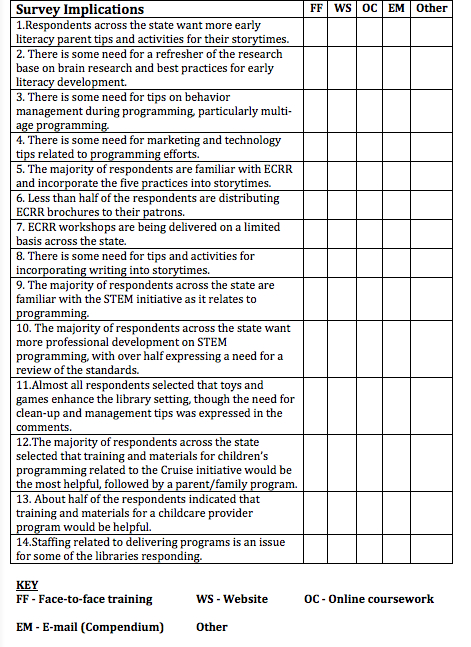 Survey Implications FF WS OC EM Other
1.Respondents across the state want more early
literacy parent tips and activities for their storytimes.
2. There is some need for a refresher of the research
base on brain research and best practices for early
literacy development.
3. There is some need for tips on behavior
management during programming, particularly multi-
age programming.
4. There is some need for marketing and technology
tips related to programming efforts.
5. The majority of respondents are familiar with ECRR
and incorporate the five practices into storytimes.
6. Less than half of the respondents are distributing
ECRR brochures to their patrons.
7. ECRR workshops are being delivered on a limited
basis across the state.
8. There is some need for tips and activities for
incorporating writing into storytimes.
9. The majority of respondents across the state are
familiar with the STEM initiative as it relates to
programming.
10. The majority of respondents across the state want
more professional development on STEM
programming, with over half expressing a need for a
review of the standards.
11.Almost all respondents selected that toys and
games enhance the library setting, though the need for
clean-up and management tips was expressed in the
comments.
12.The majority of respondents across the state
selected that training and materials for children's
programming related to the Cruise initiative would be
the most helpful, followed by a parent/family program.
13. About half of the respondents indicated that
training and materials for a childcare provider
program would be helpful.
14.Staffing related to delivering programs is an issue
for some of the libraries responding.
KEY
FF - Face-to-face training WS - Website OC - Online coursework
EM - E-mail (Compendium) Other